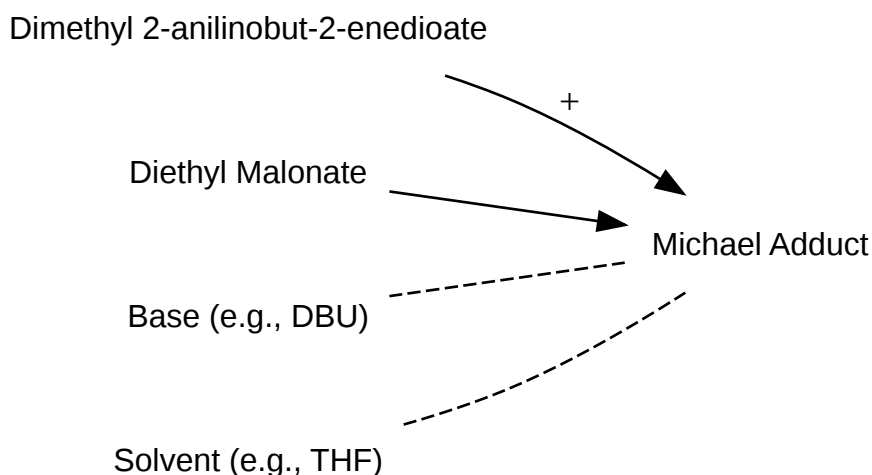 Dimethyl 2-anilinobut-2-enedioate
+
Diethyl Malonate
Michael Adduct
Base (e.g., DBU)
Solvent (e.g., THF)